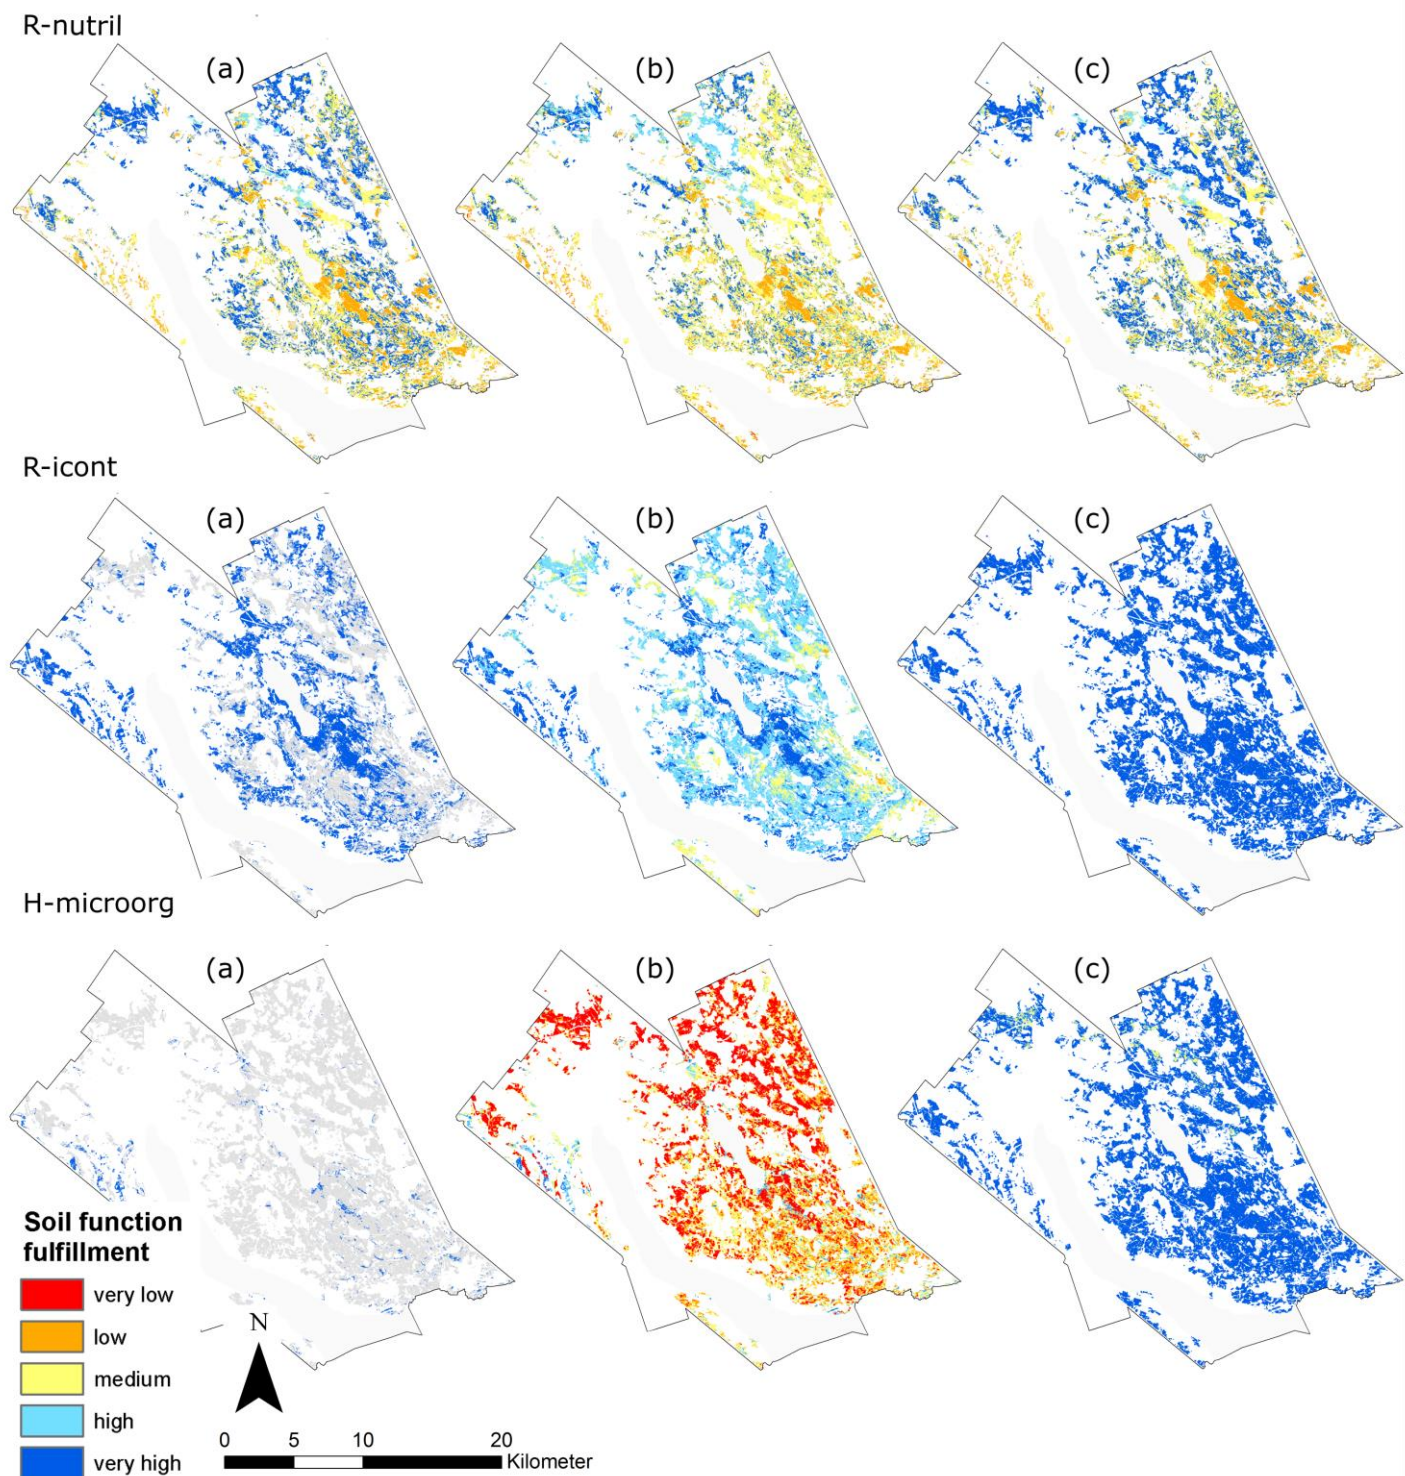 R-nutril
(a) (b) (c)
R-icont
(a) (b) (c)
H-microorg
(a) (b) (c)
Soil function
fulfillment
very low
low
medium
high
very high
N
0 5 10 20
Kilometer